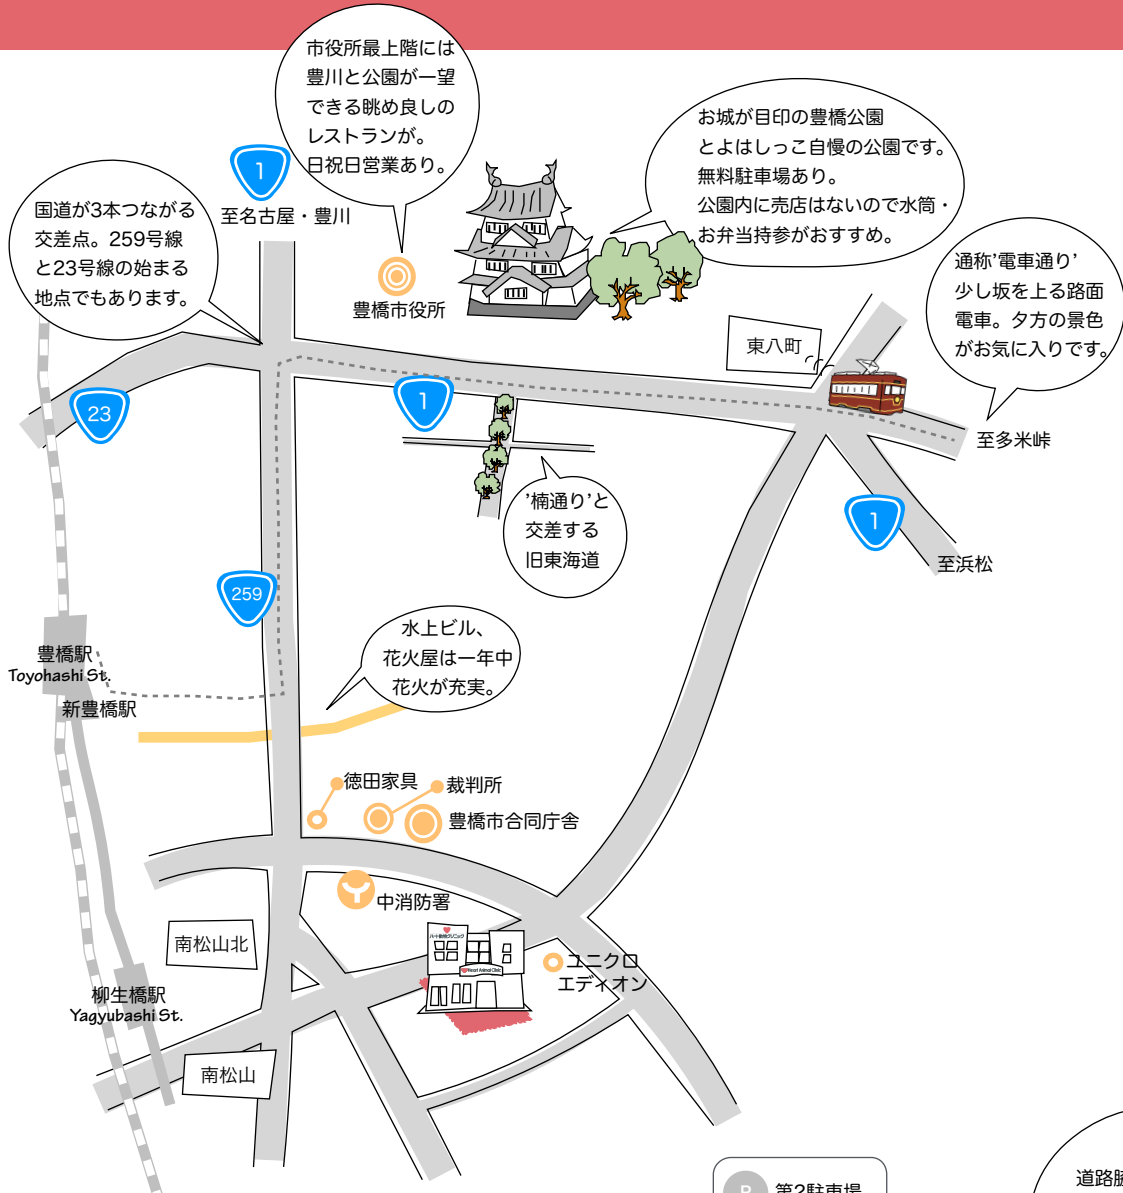 市役所最上階には
豊川と公園が一望
できる眺め良しの
レストランが。
日祝日営業あり。
お城が目印の豊橋公園
とよはしっこ自慢の公園です。
無料駐車場あり。
公園内に売店はないので水筒・
お弁当持参がおすすめ。
1
至名古屋・豊川
国道が3本つながる
交差点。259号線
と23号線の始まる
地点でもあります。
豊橋市役所
通称'電車通り'
少し坂を上る路面
電車。夕方の景色
がお気に入りです。
東八町
23
1
至多米峠
'楠通り'と
交差する
旧東海道
1
至浜松
259
水上ビル、
花火屋は一年中
花火が充実。
豊橋駅
Toyohashi St.
新豊橋駅
徳田家具
裁判所
豊橋市合同庁舎
中消防署
南松山北
ハート動物クリニック
Heart Animal Clinic
ユニクロ
エディオン
柳生橋駅
Yagyubashi St.
南松山
P
第2駐車場